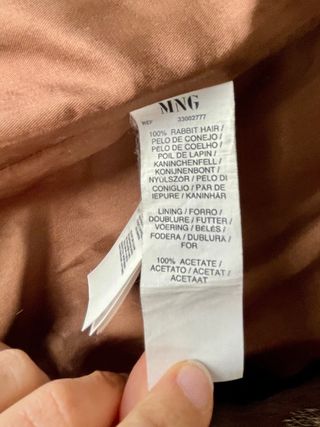 MNG
REF 33002777
100% RABBIT HAIR /
PELO DE CONEJO /
PELO DE COELHO /
POIL DE LAPIN /
KANINCHENFELL /
KONIJNENBONT /
NYÚLSZŐR / PELO DI
CONIGLIO / PĂR DE
IEPURE / KANINHÅR
LINING / FORRO /
DOUBLURE / FUTTER /
VOERING / BÉLÉS /
FODERA / DUBLURA /
FOR
100% ACETATE /
ACETATO / ACETAT /
ACETAAT